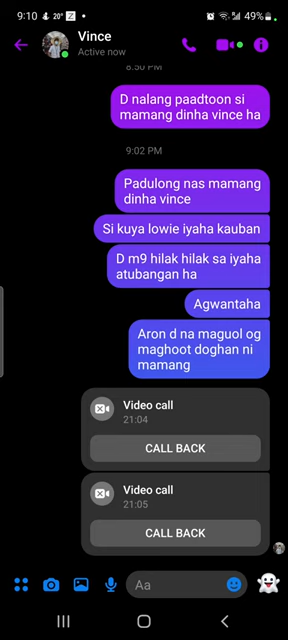 9:10
20°
Z
49%
Vince
Active now
8:50 PM
D nalang paadtoon si
mamang dinha vince ha
9:02 PM
Padulong nas mamang
dinha vince
Si kuya lowie iyaha kauban
D m9 hilak hilak sa iyaha
atubangan ha
Agwantaha
Aron d na maguol og
maghoot doghan ni
mamang
Video call
21:04
CALL BACK
Video call
21:05
CALL BACK
Aa